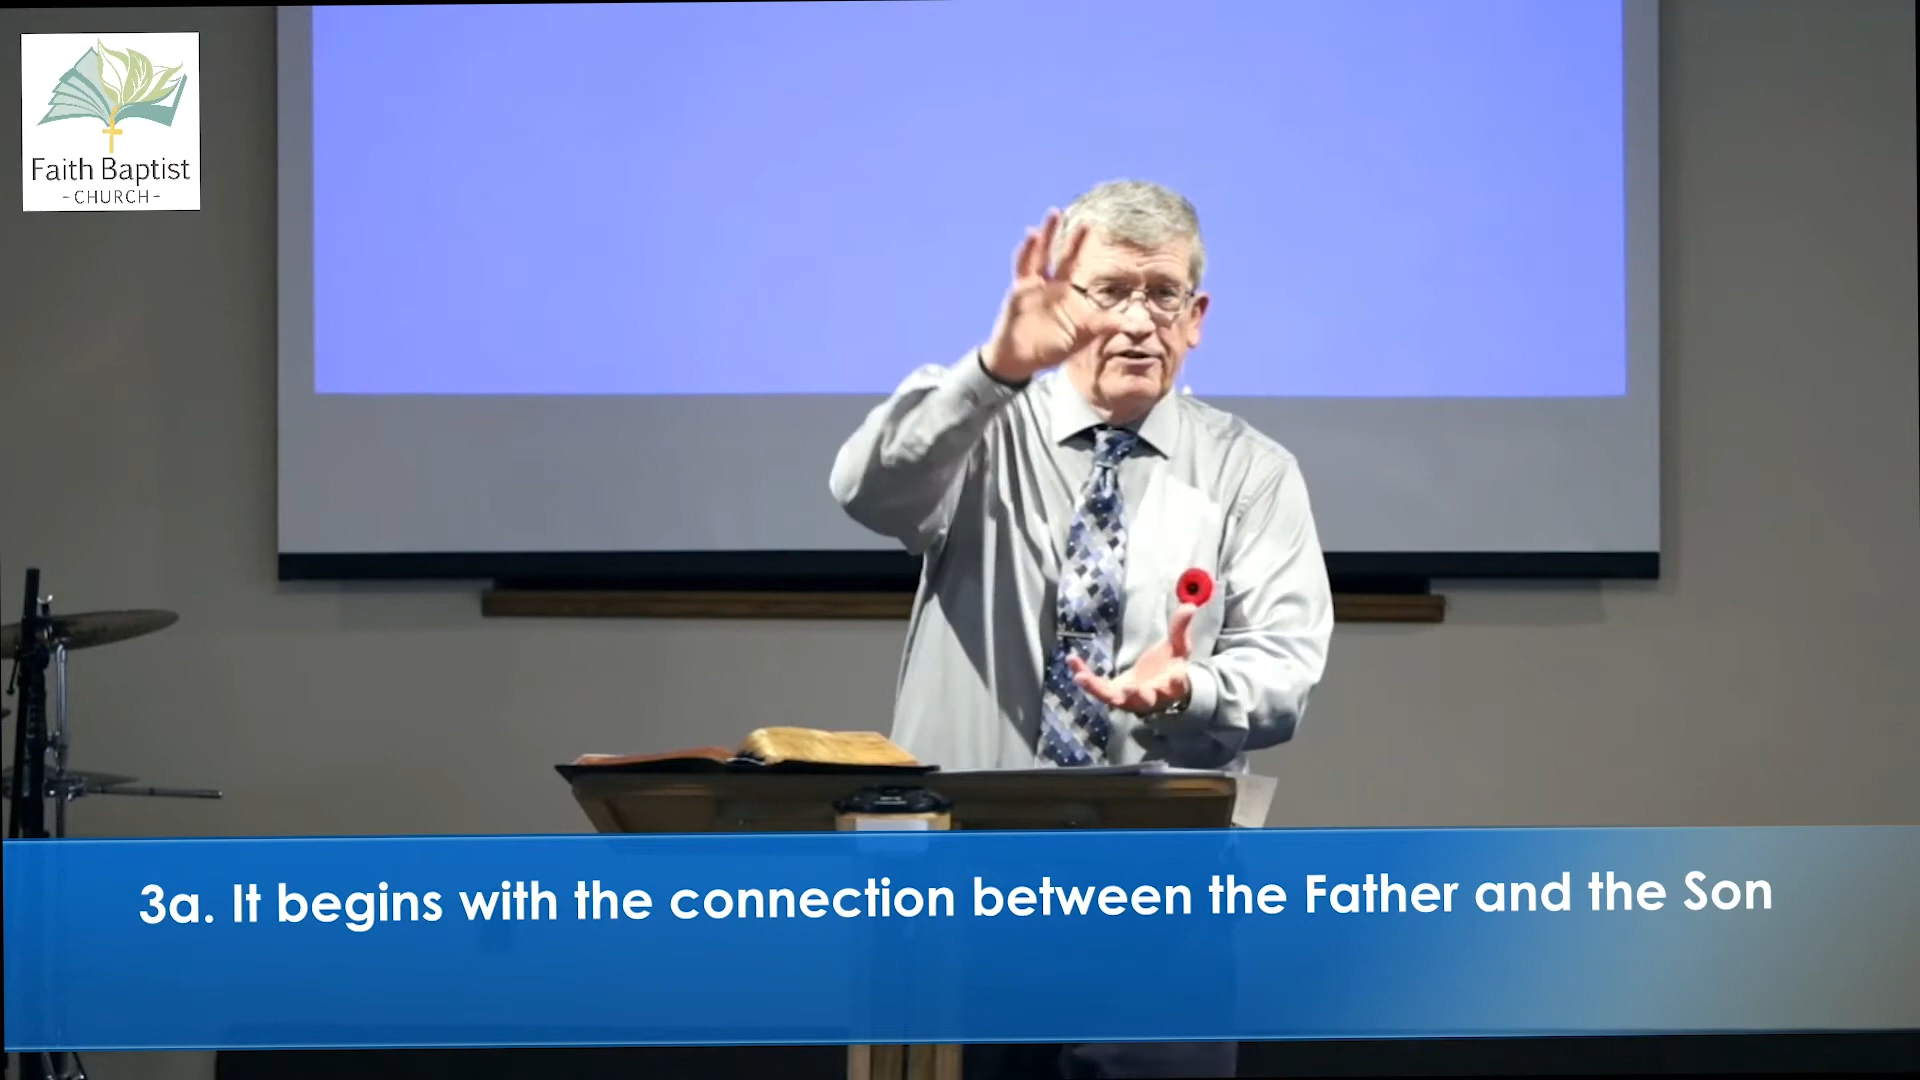 Faith Baptist
-CHURCH-
3a. It begins with the connection between the Father and the Son